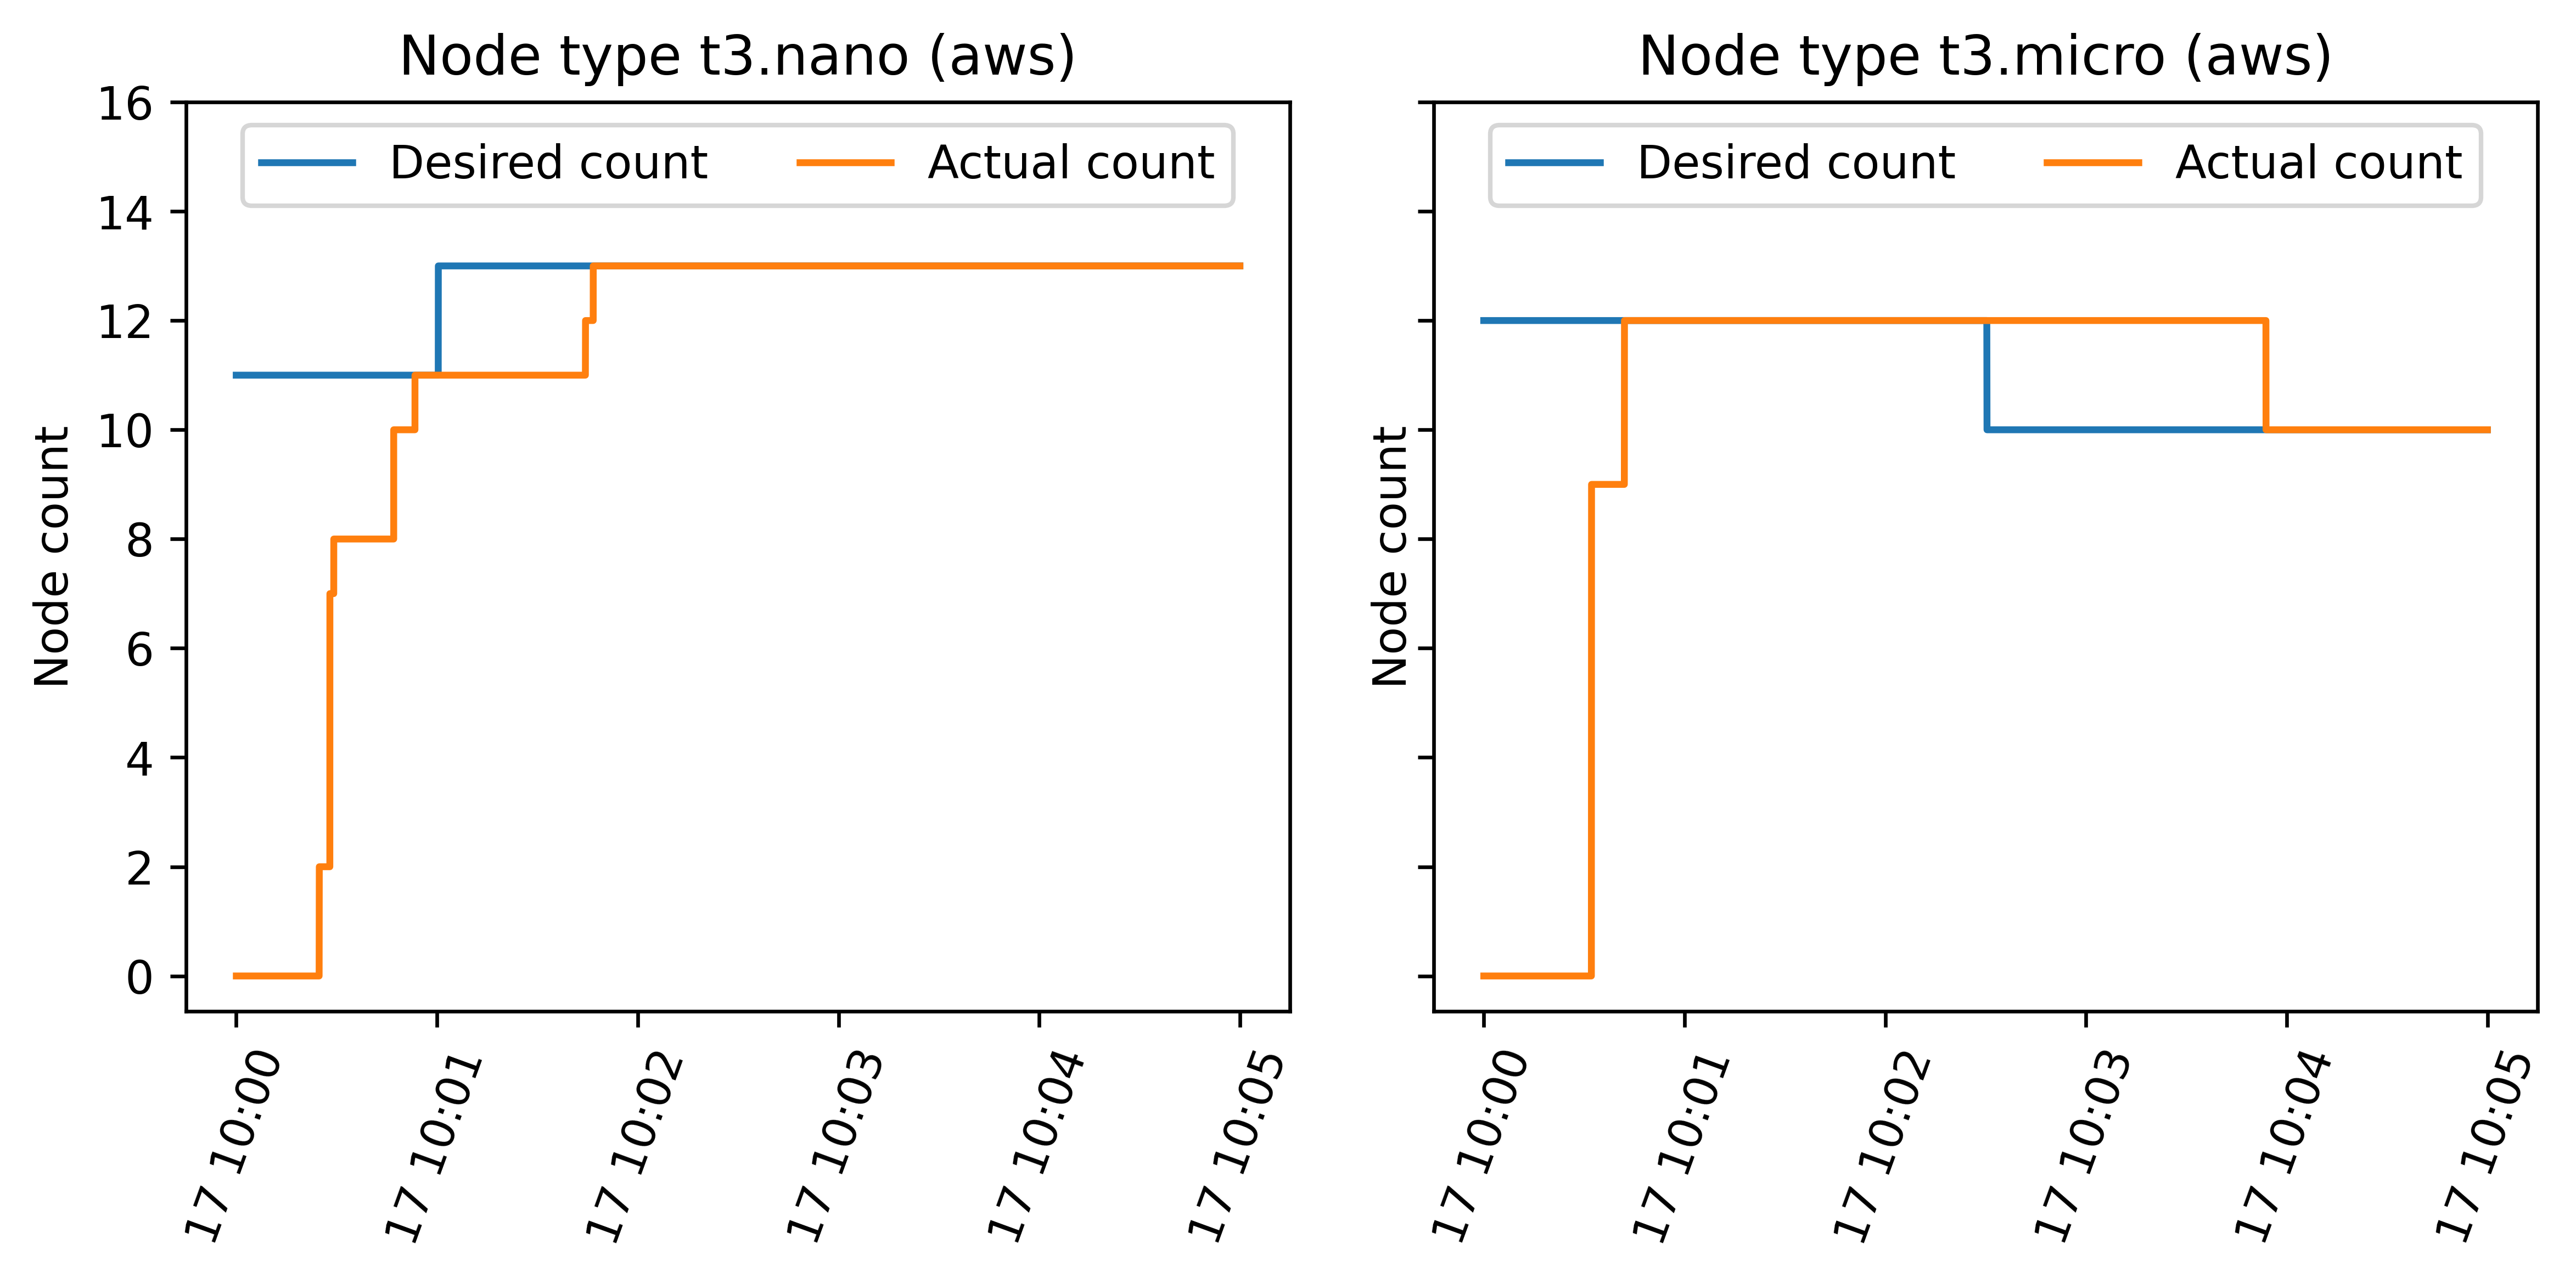 Node type t3.nano (aws)
Desired count
Actual count
Node count
16
14
12
10
8
6
4
2
0
17 10:00
17 10:01
17 10:02
17 10:03
17 10:04
17 10:05
Node type t3.micro (aws)
Desired count
Actual count
Node count
17 10:00
17 10:01
17 10:02
17 10:03
17 10:04
17 10:05